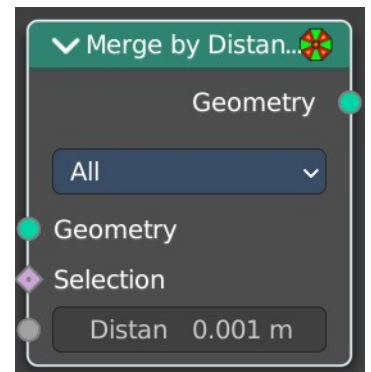 Merge by Distan...
Geometry
All
Geometry
Selection
Distan 0.001 m